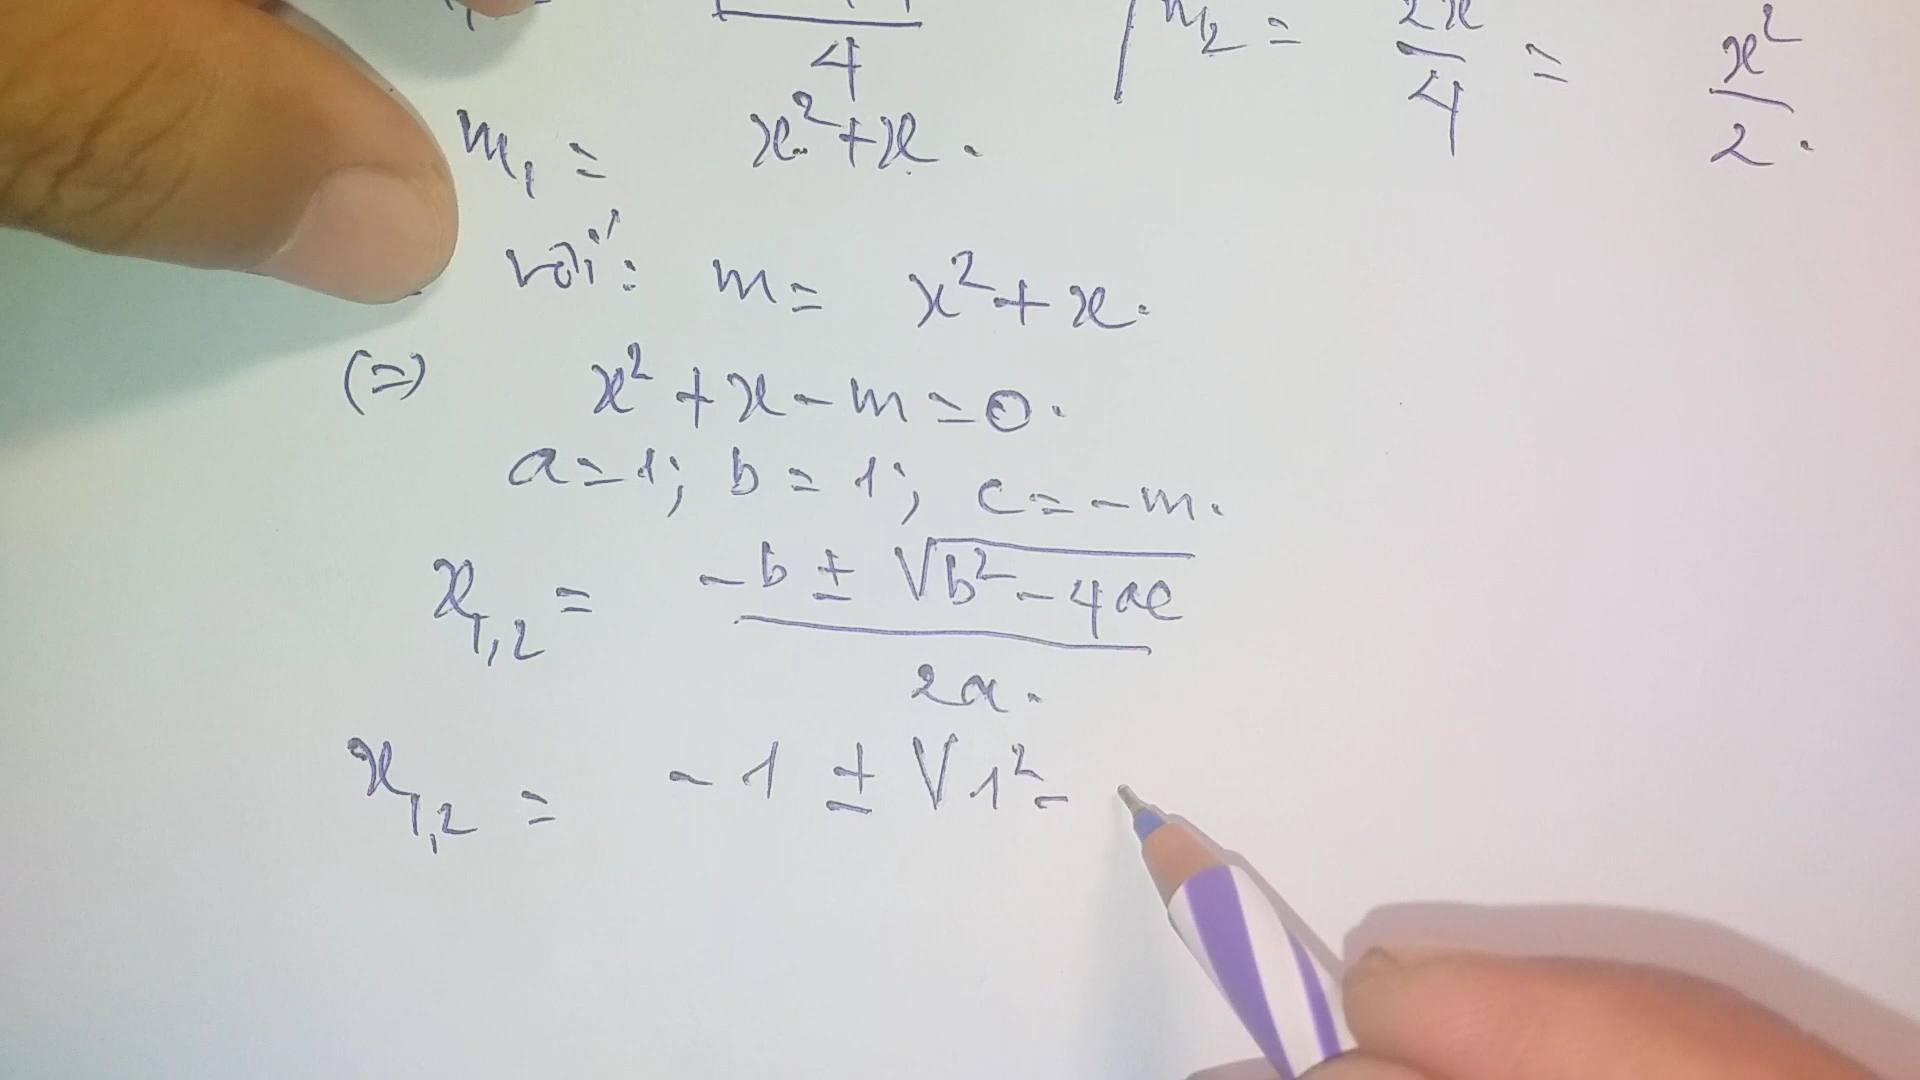 4
m₂ = 2x/4 = x²/2.
m₁ = x²+x.
với: m = x²+x.
(=) x²+x-m=0.
a=1; b=1; c=-m.
x₁,₂ = (-b ± √(b²-4ac))/2a.
x₁,₂ = -1 ± √1²-